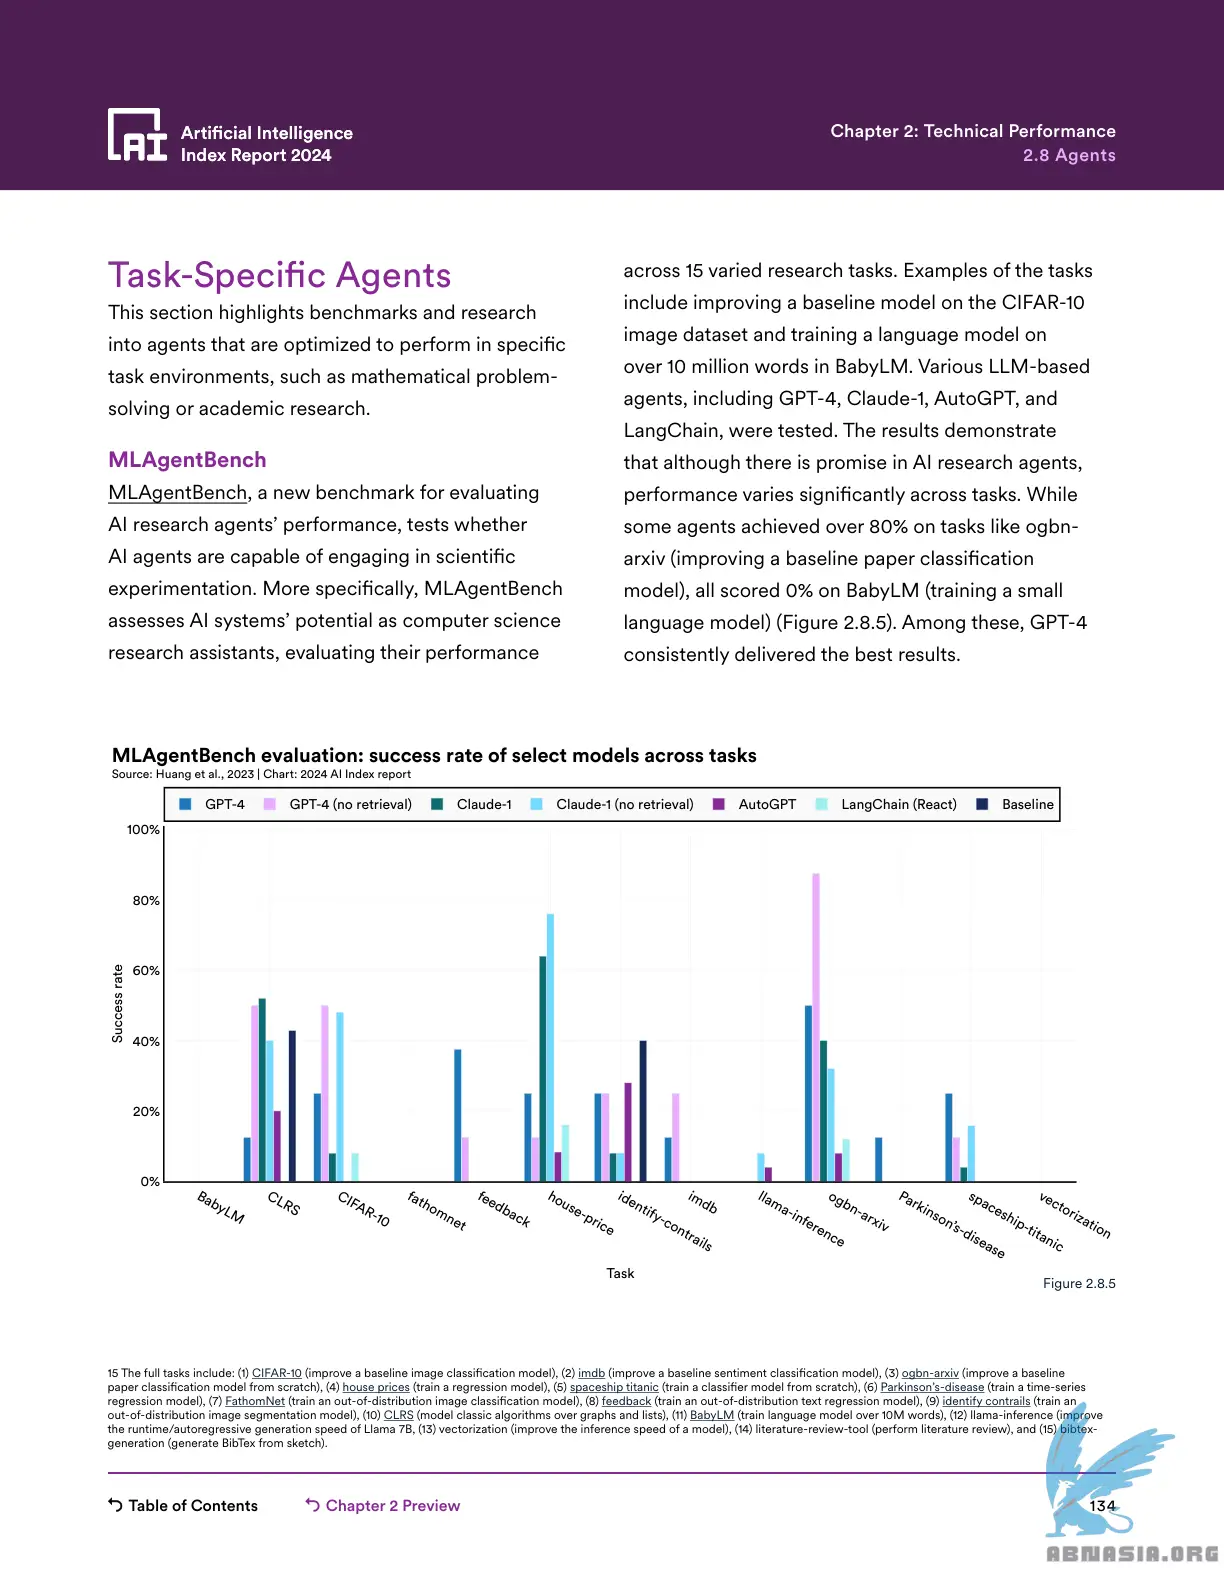 Artificial Intelligence
Index Report 2024
Chapter 2: Technical Performance
2.8 Agents
Task-Specific Agents
This section highlights benchmarks and research
into agents that are optimized to perform in specific
task environments, such as mathematical problem-
solving or academic research.
MLAgentBench
MLAgentBench, a new benchmark for evaluating
AI research agents’ performance, tests whether
AI agents are capable of engaging in scientific
experimentation. More specifically, MLAgentBench
assesses AI systems’ potential as computer science
research assistants, evaluating their performance
across 15 varied research tasks. Examples of the tasks
include improving a baseline model on the CIFAR-10
image dataset and training a language model on
over 10 million words in BabyLM. Various LLM-based
agents, including GPT-4, Claude-1, AutoGPT, and
LangChain, were tested. The results demonstrate
that although there is promise in AI research agents,
performance varies significantly across tasks. While
some agents achieved over 80% on tasks like ogbn-
arxiv (improving a baseline paper classification
model), all scored 0% on BabyLM (training a small
language model) (Figure 2.8.5). Among these, GPT-4
consistently delivered the best results.
MLAgentBench evaluation: success rate of select models across tasks
Source: Huang et al., 2023 | Chart: 2024 AI Index report
GPT-4 GPT-4 (no retrieval) Claude-1 Claude-1 (no retrieval) AutoGPT LangChain (React) Baseline
100%
80%
60%
40%
20%
0%
Success rate
BabyLM
CLRS
CIFAR-10
fathomnet
feedback
house-price
identify-contrails
imdb
llama-inference
ogbn-arxiv
Parkinson’s-disease
spaceship-titanic
vectorization
Task
Figure 2.8.5
15 The full tasks include: (1) CIFAR-10 (improve a baseline image classification model), (2) imdb (improve a baseline sentiment classification model), (3) ogbn-arxiv (improve a baseline
paper classification model from scratch), (4) house prices (train a regression model), (5) spaceship titanic (train a classifier model from scratch), (6) Parkinson’s-disease (train a time-series
regression model), (7) FathomNet (train an out-of-distribution image classification model), (8) feedback (train an out-of-distribution text regression model), (9) identify contrails (train an
out-of-distribution image segmentation model), (10) CLRS (model classic algorithms over graphs and lists), (11) BabyLM (train language model over 10M words), (12) llama-inference (improve
the runtime/autoregressive generation speed of Llama 7B, (13) vectorization (improve the inference speed of a model), (14) literature-review-tool (perform literature review), and (15) bibtex-
generation (generate BibTex from sketch).
Table of Contents
Chapter 2 Preview
134
ABNASIA.ORG